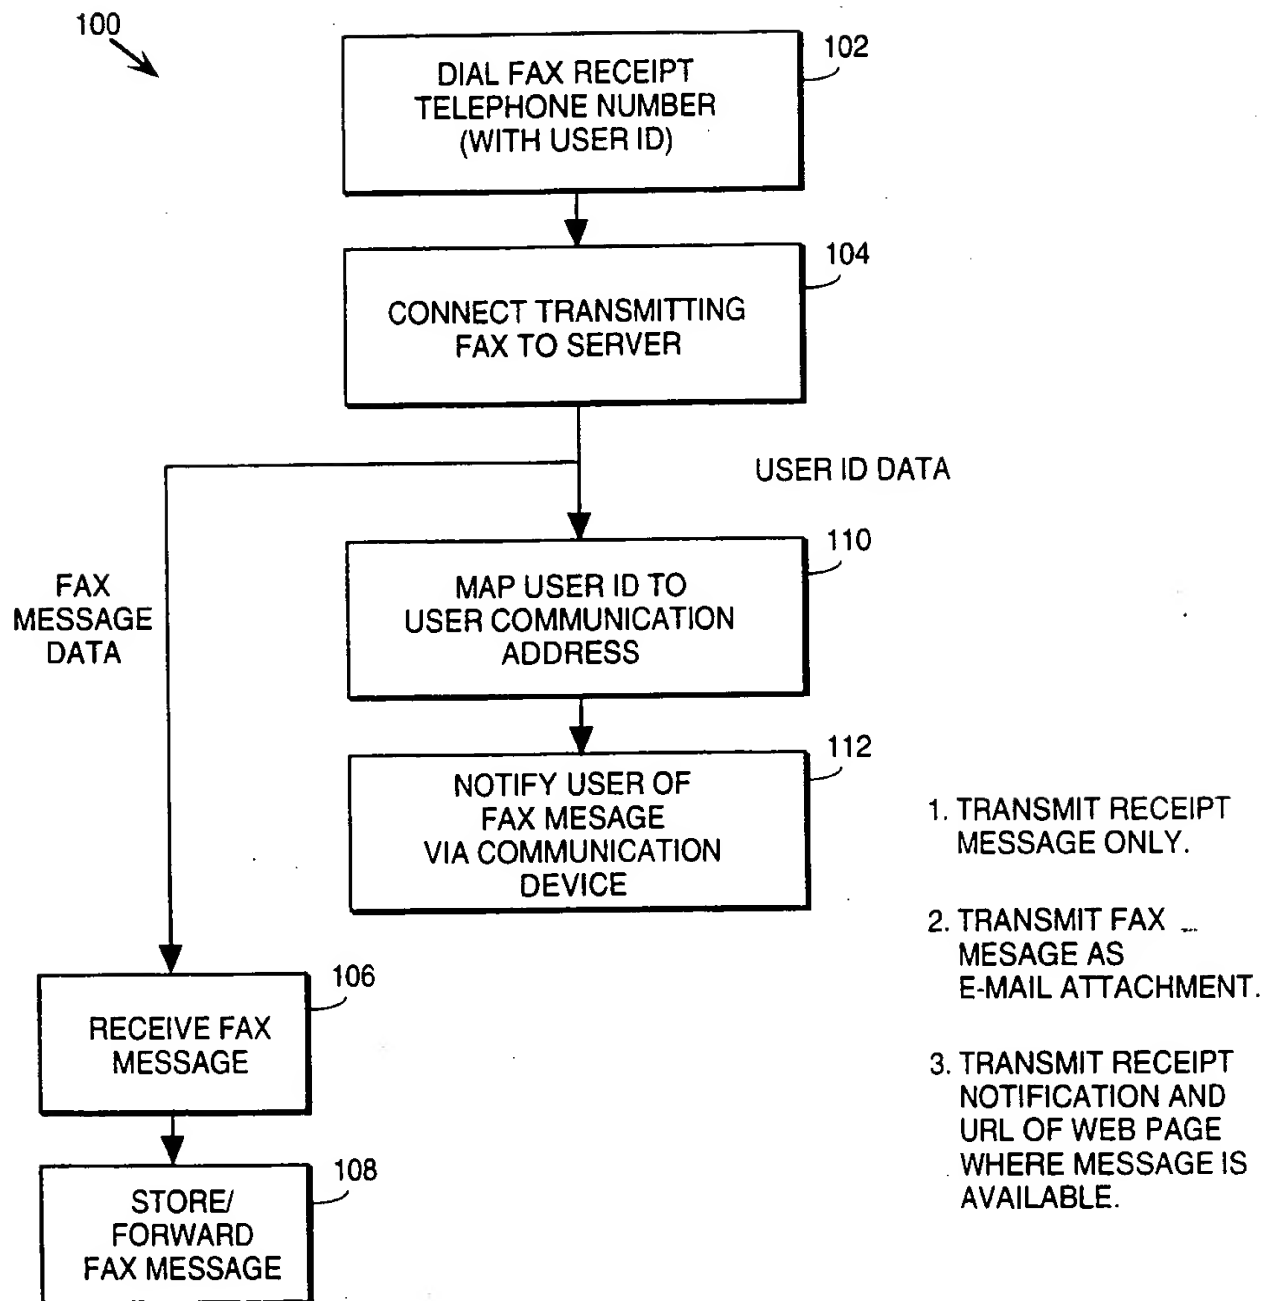 100
102
DIAL FAX RECEIPT
TELEPHONE NUMBER
(WITH USER ID)
104
CONNECT TRANSMITTING
FAX TO SERVER
USER ID DATA
FAX
MESSAGE
DATA
110
MAP USER ID TO
USER COMMUNICATION
ADDRESS
112
NOTIFY USER OF
FAX MESAGE
VIA COMMUNICATION
DEVICE
1. TRANSMIT RECEIPT
MESSAGE ONLY.
2. TRANSMIT FAX
MESAGE AS
E-MAIL ATTACHMENT.
3. TRANSMIT RECEIPT
NOTIFICATION AND
URL OF WEB PAGE
WHERE MESSAGE IS
AVAILABLE.
106
RECEIVE FAX
MESSAGE
108
STORE/
FORWARD
FAX MESSAGE